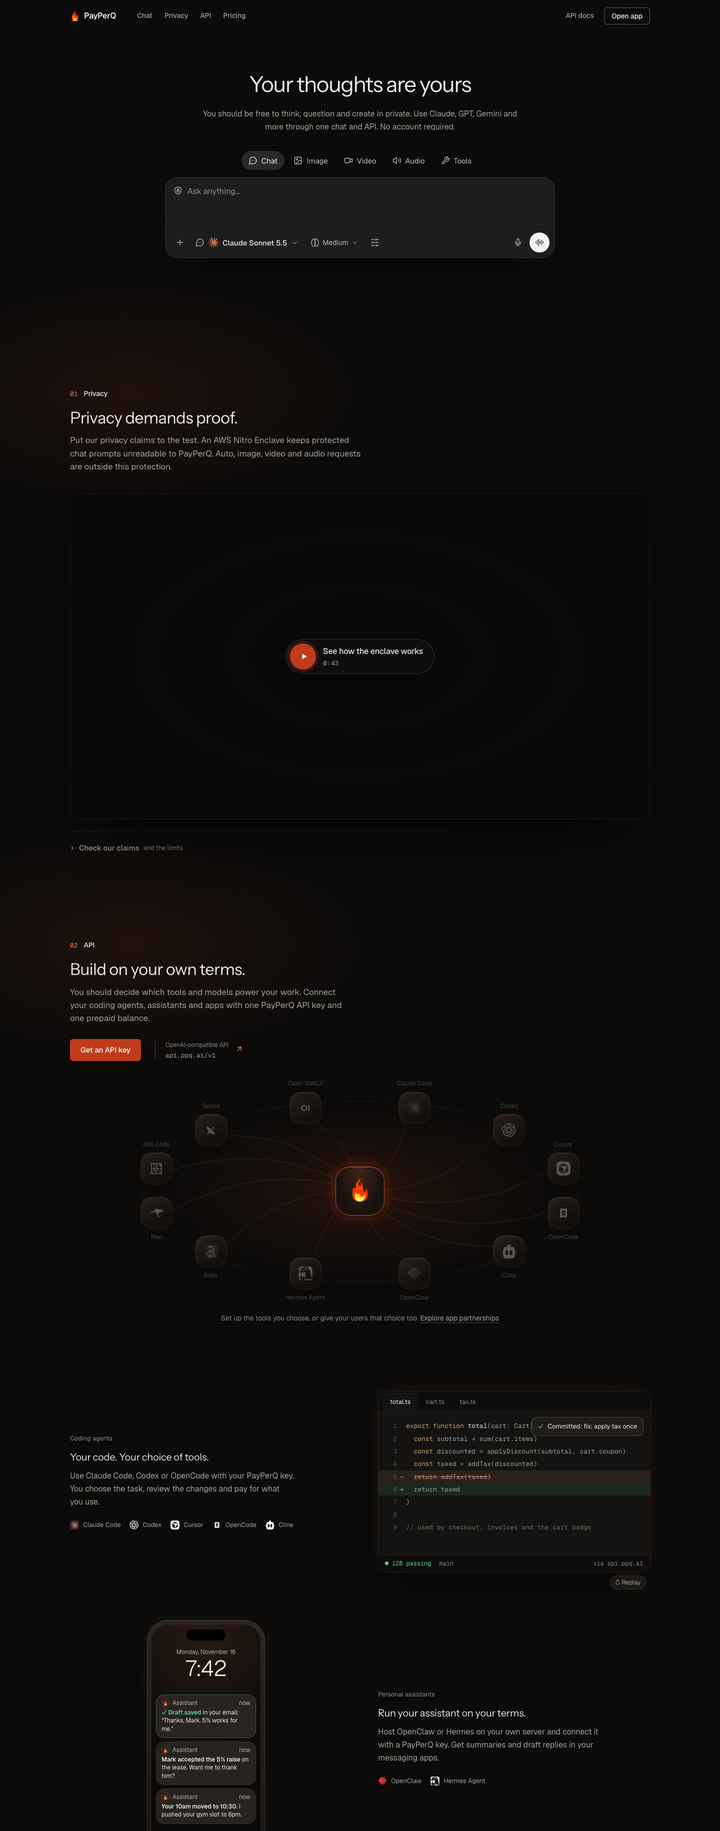 PayPerQ
Chat Privacy API Pricing
API docs
Open app
Your thoughts are yours
You should be free to think, question and create in private. Use Claude, GPT, Gemini and
more through one chat and API. No account required.
Chat Image Video Audio Tools
Ask anything...
Claude Sonnet 5.5 Medium
01 Privacy
Privacy demands proof.
Put our privacy claims to the test. An AWS Nitro Enclave keeps protected
chat prompts unreadable to PayPerQ. Auto, image, video and audio requests
are outside this protection.
See how the enclave works
0:43
Check our claims and the limits
02 API
Build on your own terms.
You should decide which tools and models power your work. Connect
your coding agents, assistants and apps with one PayPerQ API key and
one prepaid balance.
Get an API key
OpenAI-compatible API
api.ppq.ai/v1
Open WebUI
Claude Code
Goose
Codex
Kilo Code
Cursor
Roo
OpenCode
Aider
Cline
Hermes Agent
OpenClaw
Set up the tools you choose, or give your users that choice too. Explore app partnerships
Coding agents
Your code. Your choice of tools.
Use Claude Code, Codex or OpenCode with your PayPerQ key.
You choose the task, review the changes and pay for what
you use.
Claude Code Codex Cursor OpenCode Cline
total.ts cart.ts tax.ts
Committed: fix: apply tax once
1 export function total(cart: Cart)
2 const subtotal = sum(cart.items)
3 const discounted = applyDiscount(subtotal, cart.coupon)
4 const taxed = addTax(discounted)
5 - return addTax(taxed)
6 + return taxed
7 }
8
9 // used by checkout, invoices and the cart badge
128 passing main
via api.ppq.ai
Replay
Monday, November 16
7:42
Assistant now
✓ Draft saved in your email:
"Thanks, Mark. 5% works for
me."
Assistant now
Mark accepted the 5% raise on
the lease. Want me to thank
him?
Assistant now
Your 10am moved to 10:30. I
pushed your gym slot to 6pm.
Personal assistants
Run your assistant on your terms.
Host OpenClaw or Hermes on your own server and connect it
with a PayPerQ key. Get summaries and draft replies in your
messaging apps.
OpenClaw Hermes Agent